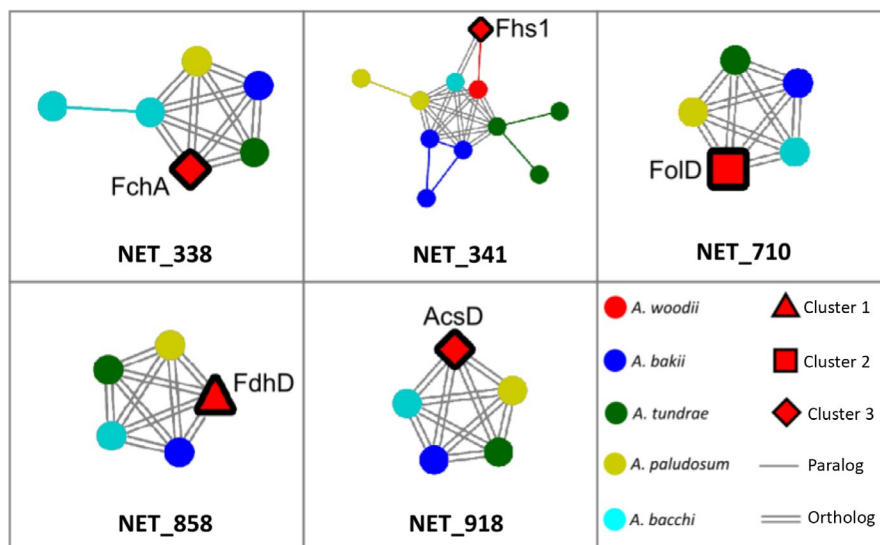 FchA
NET_338
Fhs1
NET_341
FolD
NET_710
FdhD
NET_858
AcsD
NET_918
A. woodii
A. bakii
A. tundrae
A. paludosum
A. bacchi
Cluster 1
Cluster 2
Cluster 3
Paralog
Ortholog